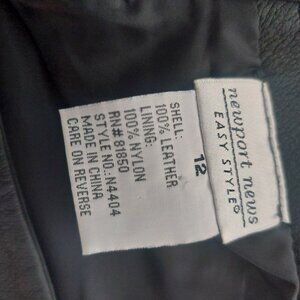 newport news
EASY STYLE®
12
SHELL:
100% LEATHER
LINING:
100% NYLON
RN# 81850
STYLE NO.:N4404
MADE IN CHINA
CARE ON REVERSE